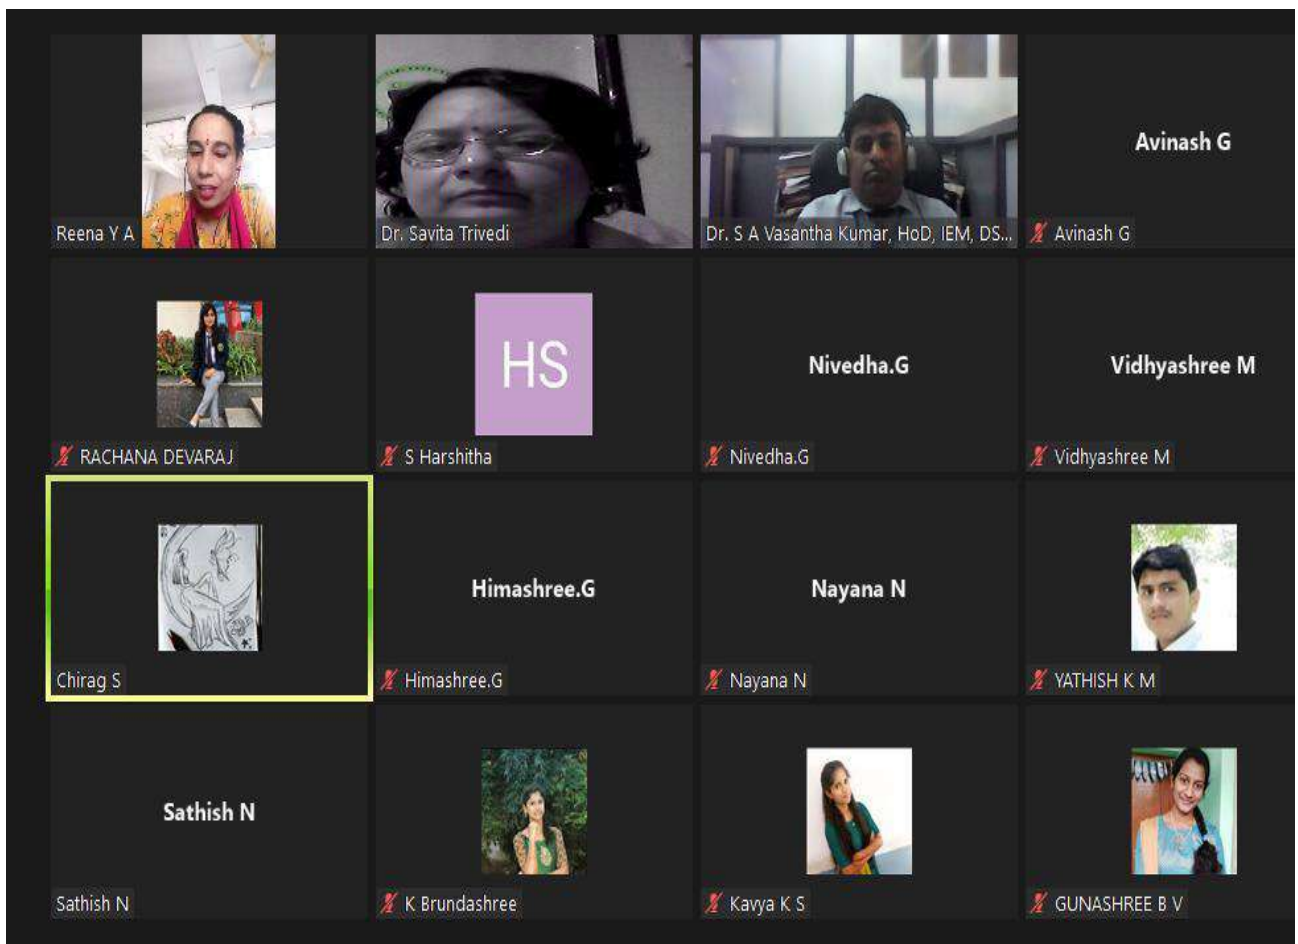 Reena Y A
Dr. Savita Trivedi
Dr. S A Vasantha Kumar, HoD, IEM, DS...
Avinash G
Avinash G
RACHANA DEVARAJ
HS
S Harshitha
Nivedha.G
Nivedha.G
Vidhyashree M
Vidhyashree M
Chirag S
Himashree.G
Himashree.G
Nayana N
Nayana N
YATHISH K M
Sathish N
Sathish N
K Brundashree
Kavya K S
GUNASHREE B V